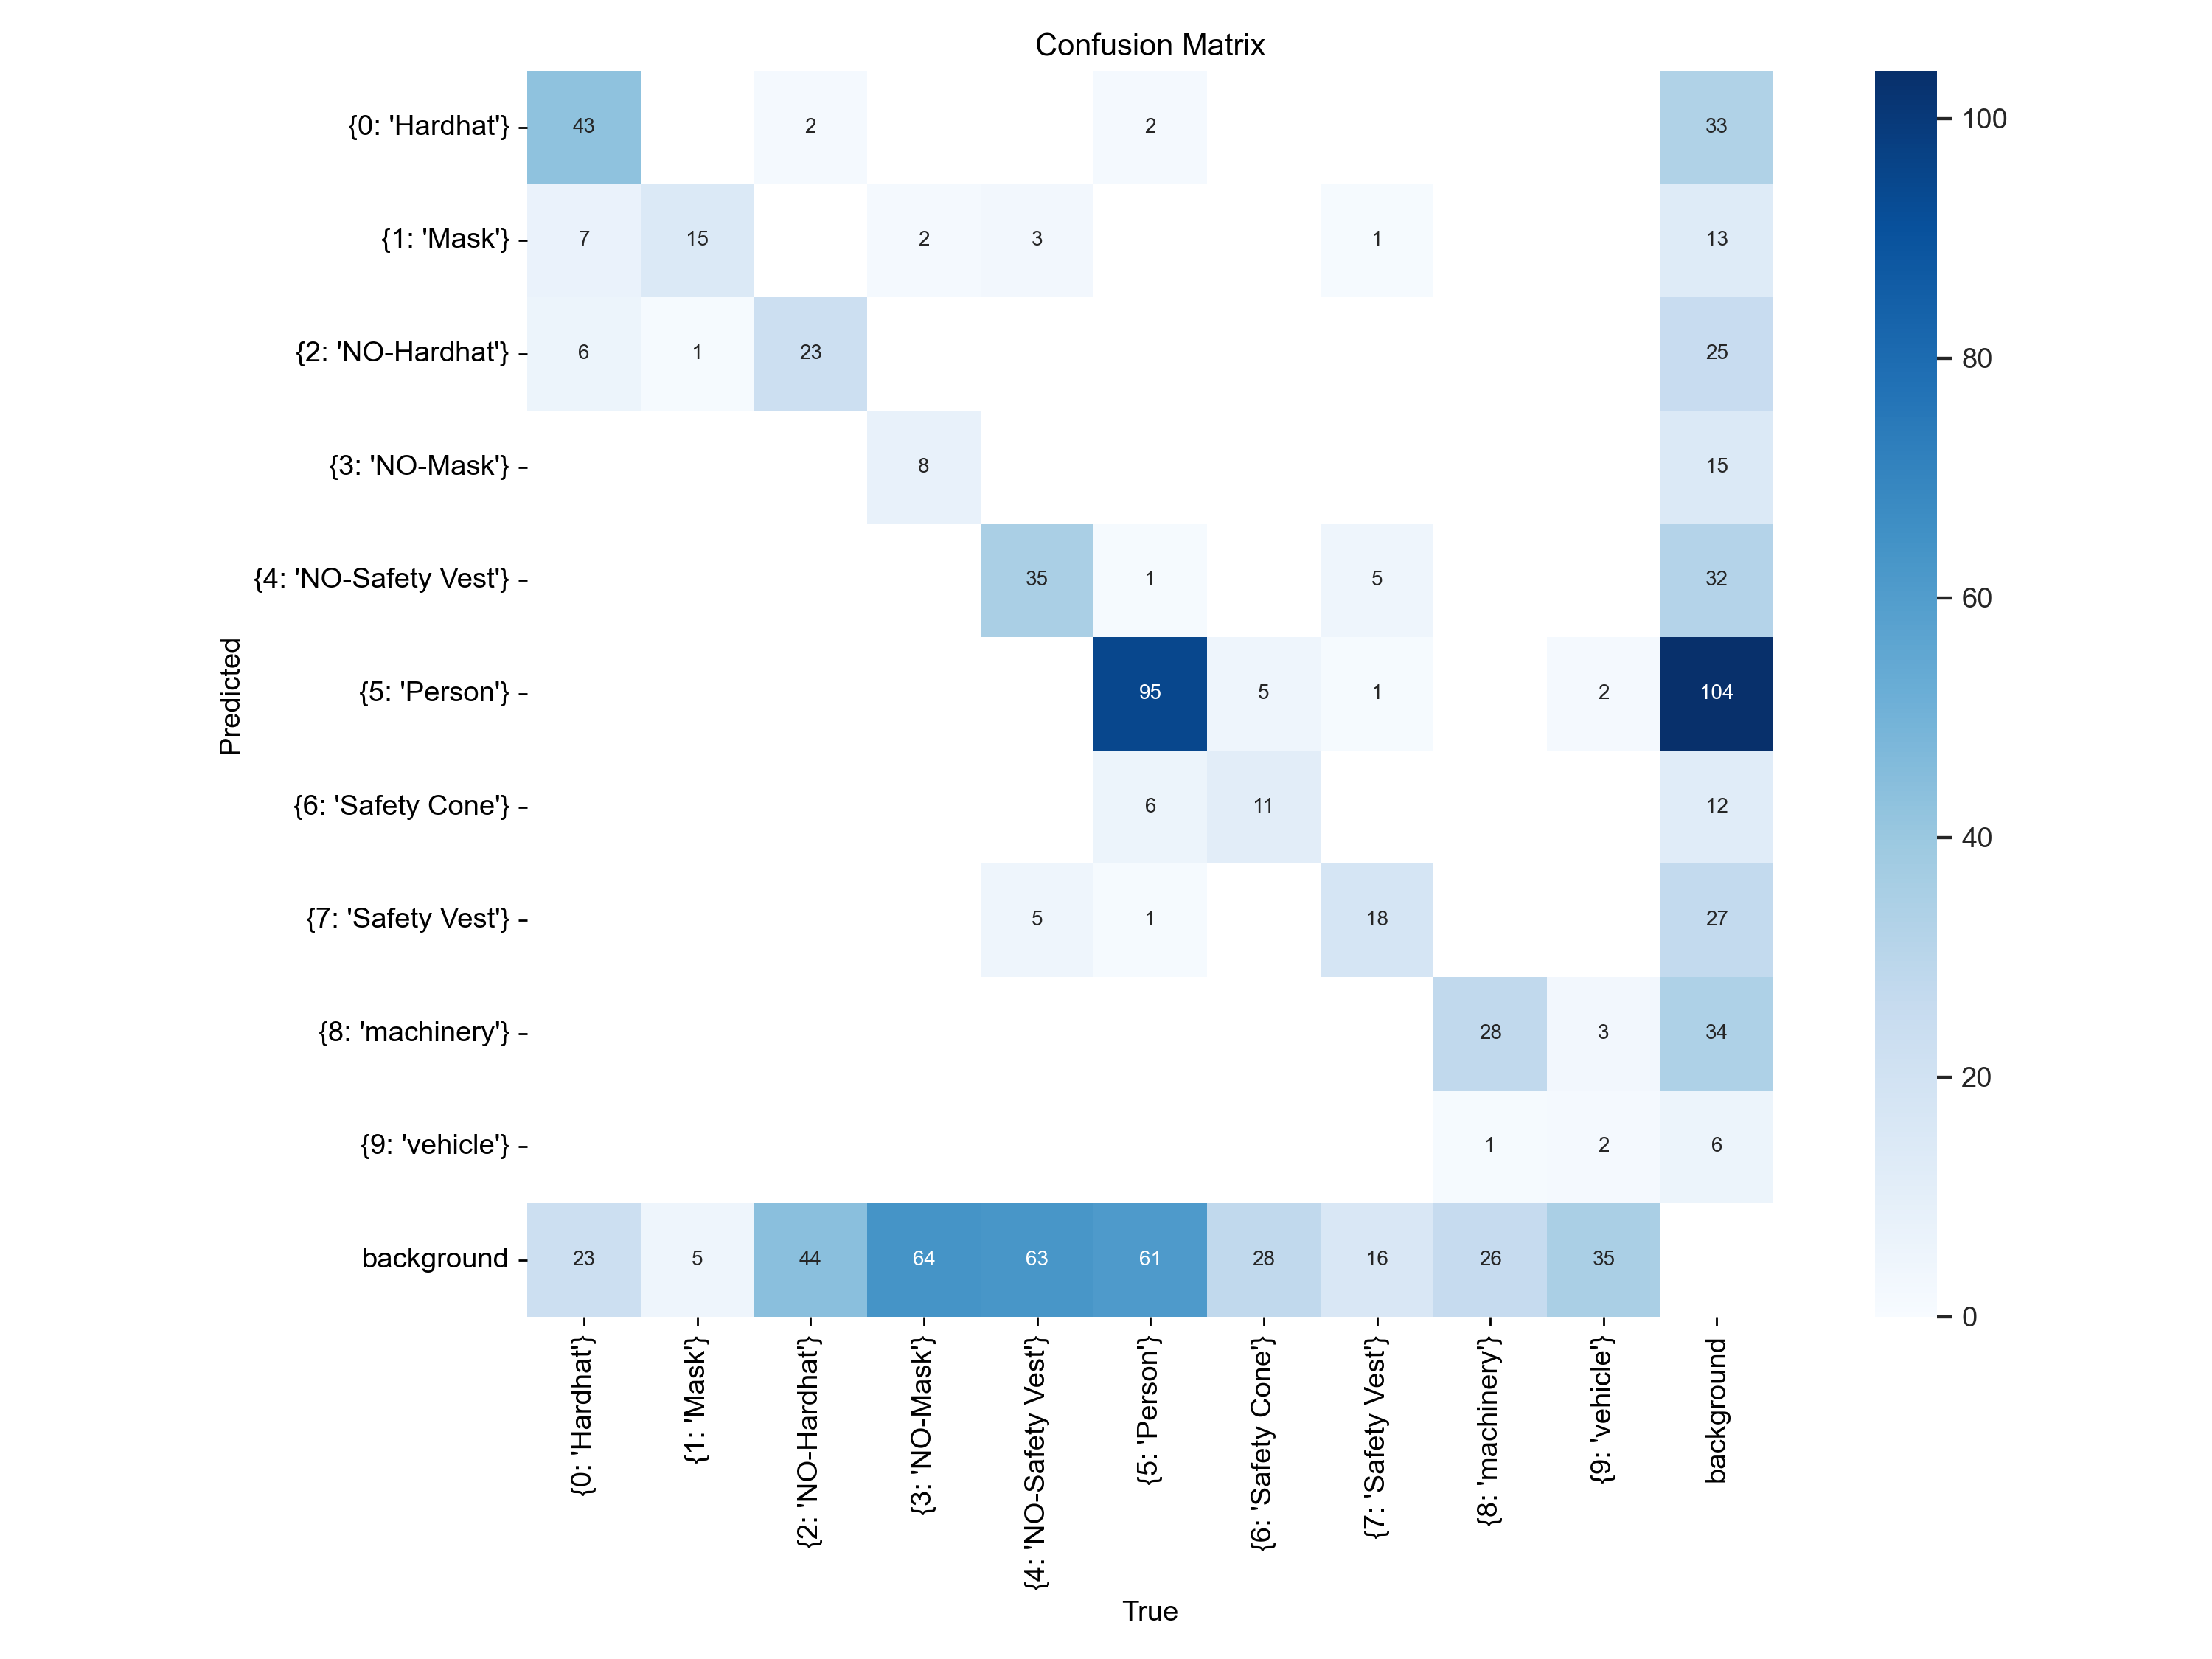 Confusion Matrix
{0: 'Hardhat'} 43 2 2 33 100
{1: 'Mask'} 7 15 2 3 1 13
{2: 'NO-Hardhat'} 6 1 23 25 80
{3: 'NO-Mask'} 8 15
{4: 'NO-Safety Vest'} 35 1 5 32 60
Predicted
{5: 'Person'} 95 5 1 2 104
{6: 'Safety Cone'} 6 11 12 40
{7: 'Safety Vest'} 5 1 18 27
{8: 'machinery'} 28 3 34 20
{9: 'vehicle'} 1 2 6
background 23 5 44 64 63 61 28 16 26 35 0
{0: 'Hardhat'}
{1: 'Mask'}
{2: 'NO-Hardhat'}
{3: 'NO-Mask'}
{4: 'NO-Safety Vest'}
{5: 'Person'}
{6: 'Safety Cone'}
{7: 'Safety Vest'}
{8: 'machinery'}
{9: 'vehicle'}
background
True